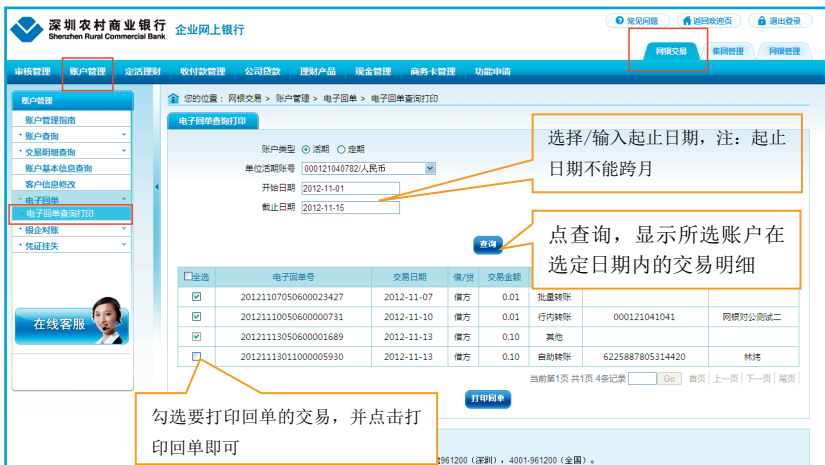 深圳农村商业银行 企业网上银行
Shenzhen Rural Commercial Bank
常见问题 返回欢迎页 退出登录
网银交易 集团管理 网银管理
审核管理 账户管理 定活理财 收付款管理 公司贷款 理财产品 现金管理 商务卡管理 功能申请
账户管理
账户管理指南
账户查询
交易明细查询
账户基本信息查询
客户信息修改
电子回单
电子回单查询打印
银企对账
凭证挂失
在线客服
您的位置: 网银交易 > 账户管理 > 电子回单 > 电子回单查询打印
电子回单查询打印
账户类型 活期 定期
单位活期账号 000121040782/人民币
开始日期 2012-11-01
截止日期 2012-11-15
选择/输入起止日期,注:起止
日期不能跨月
查询
点查询,显示所选账户在
选定日期内的交易明细
全选 电子回单号 交易日期 借/贷 交易金额
20121107050600023427 2012-11-07 借方 0.01 批量转账
20121110050600000731 2012-11-10 借方 0.01 行内转账 000121041041 网银对公测试二
20121113050600001689 2012-11-13 借方 0.10 其他
20121113011000005930 2012-11-13 借方 0.10 自助转账 6225887805314420 林炜
当前第1页 共1页 4条记录 Go 首页 上一页 下一页 尾页
打印回单
勾选要打印回单的交易,并点击打
印回单即可
961200(深圳),4001-961200(全国)。